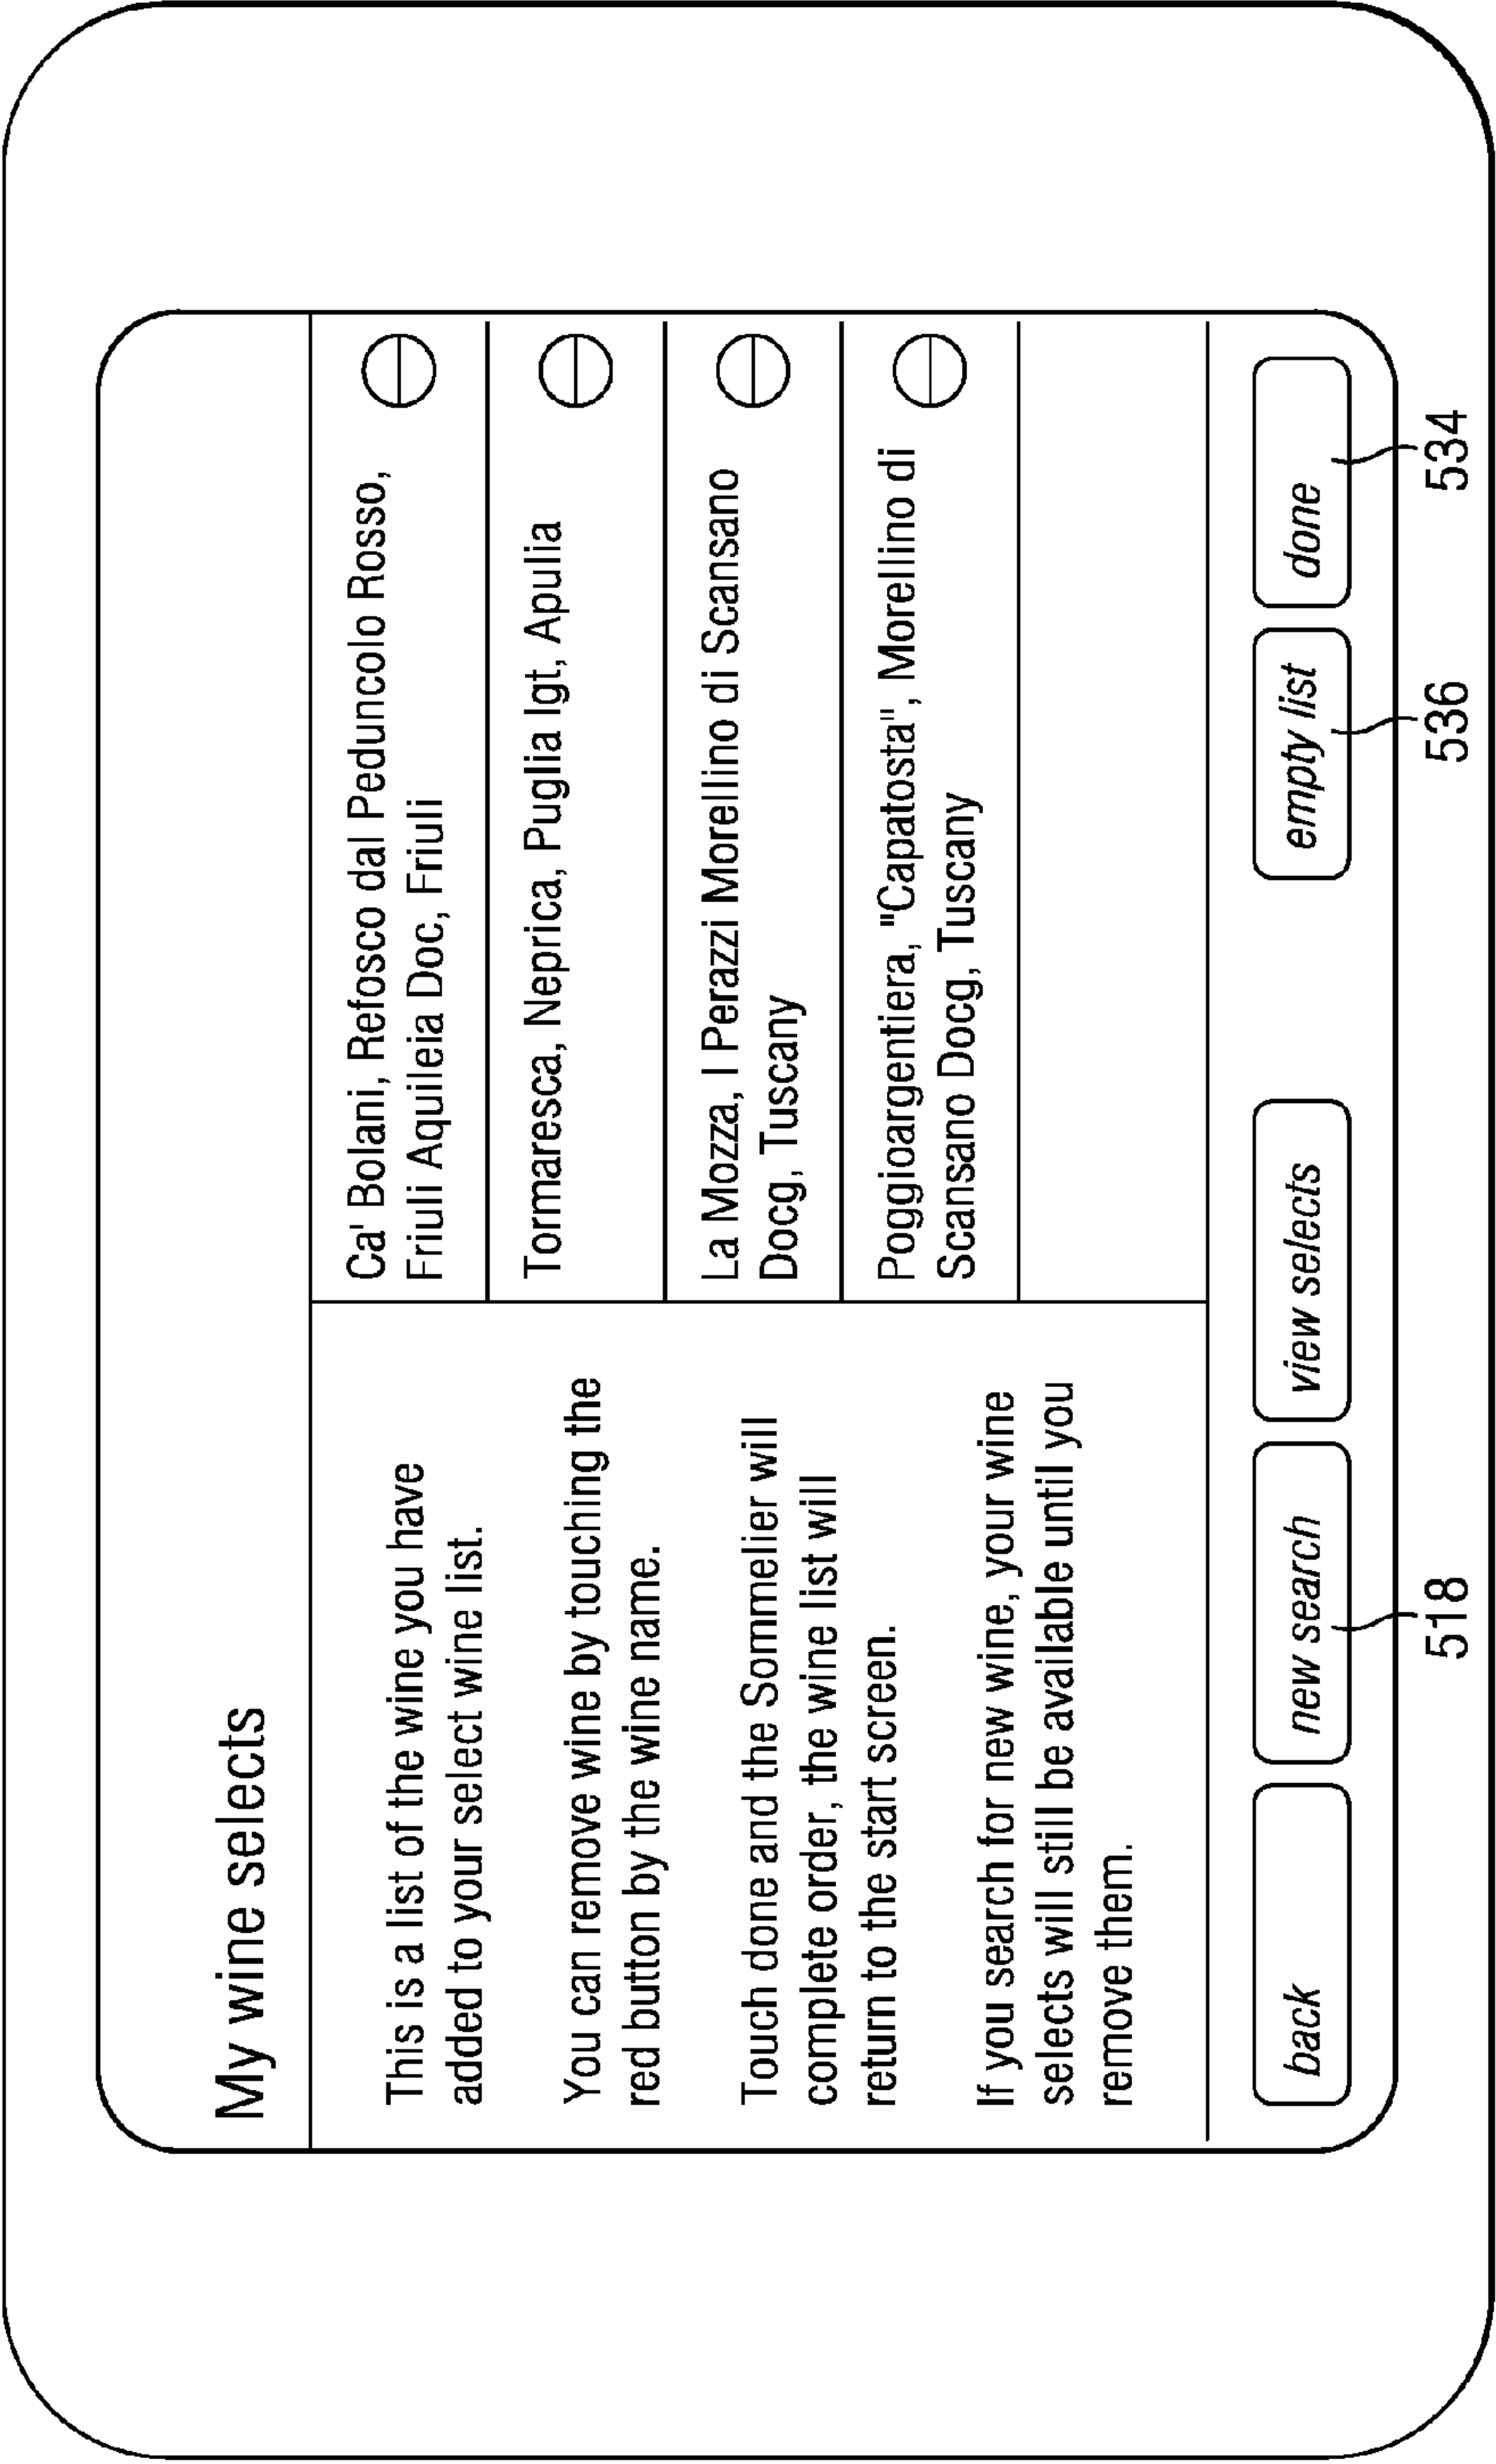 My wine selects
This is a list of the wine you have
added to your select wine list.
You can remove wine by touching the
red button by the wine name.
Touch done and the Sommelier will
complete order, the wine list will
return to the start screen.
If you search for new wine, your wine
selects will still be available until you
remove them.
Ca' Bolani, Refosco dal Peduncolo Rosso,
Friuli Aquileia Doc, Friuli
Tormaresca, Neprica, Puglia Igt, Apulia
La Mozza, I Perazzi Morellino di Scansano
Docg, Tuscany
Poggioargentiera, "Capatosta", Morellino di
Scansano Docg, Tuscany
back
new search
view selects
empty list
done
518
536
534